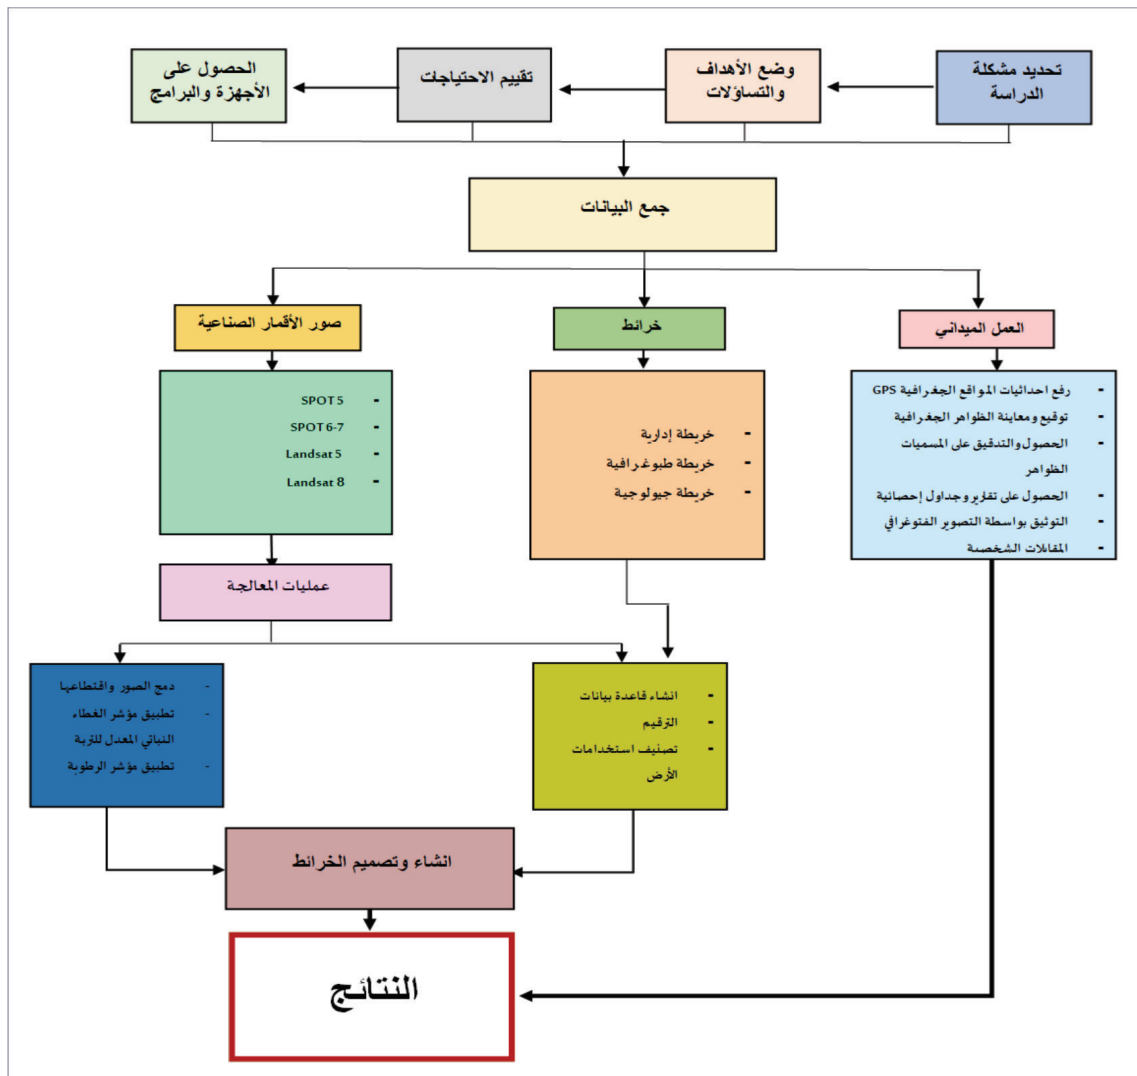 تحديد مشكلة
الدراسة
وضع الأهداف
والتساؤلات
تقييم الاحتياجات
الحصول على
الأجهزة والبرامج
جمع البيانات
العمل الميداني
خرائط
صور الأقمار الصناعية
- رفع احداثيات المواقع الجغرافية GPS
- توقيع ومعاينة الظواهر الجغرافية
- الحصول والتدقيق على المسميات
الظواهر
- الحصول على تقارير وجداول إحصائية
- التوثيق بواسطة التصوير الفتوغرافي
- المقابلات الشخصية
- خريطة إدارية
- خريطة طبوغرافية
- خريطة جيولوجية
- SPOT 5
- SPOT 6-7
- Landsat 5
- Landsat 8
عمليات المعالجة
- انشاء قاعدة بيانات
- الترقيم
- تصنيف استخدامات
الأرض
- دمج الصور واقتطاعها
- تطبيق مؤشر الغطاء
النباتي المعدل للتربة
- تطبيق مؤشر الرطوبة
انشاء وتصميم الخرائط
النتائج